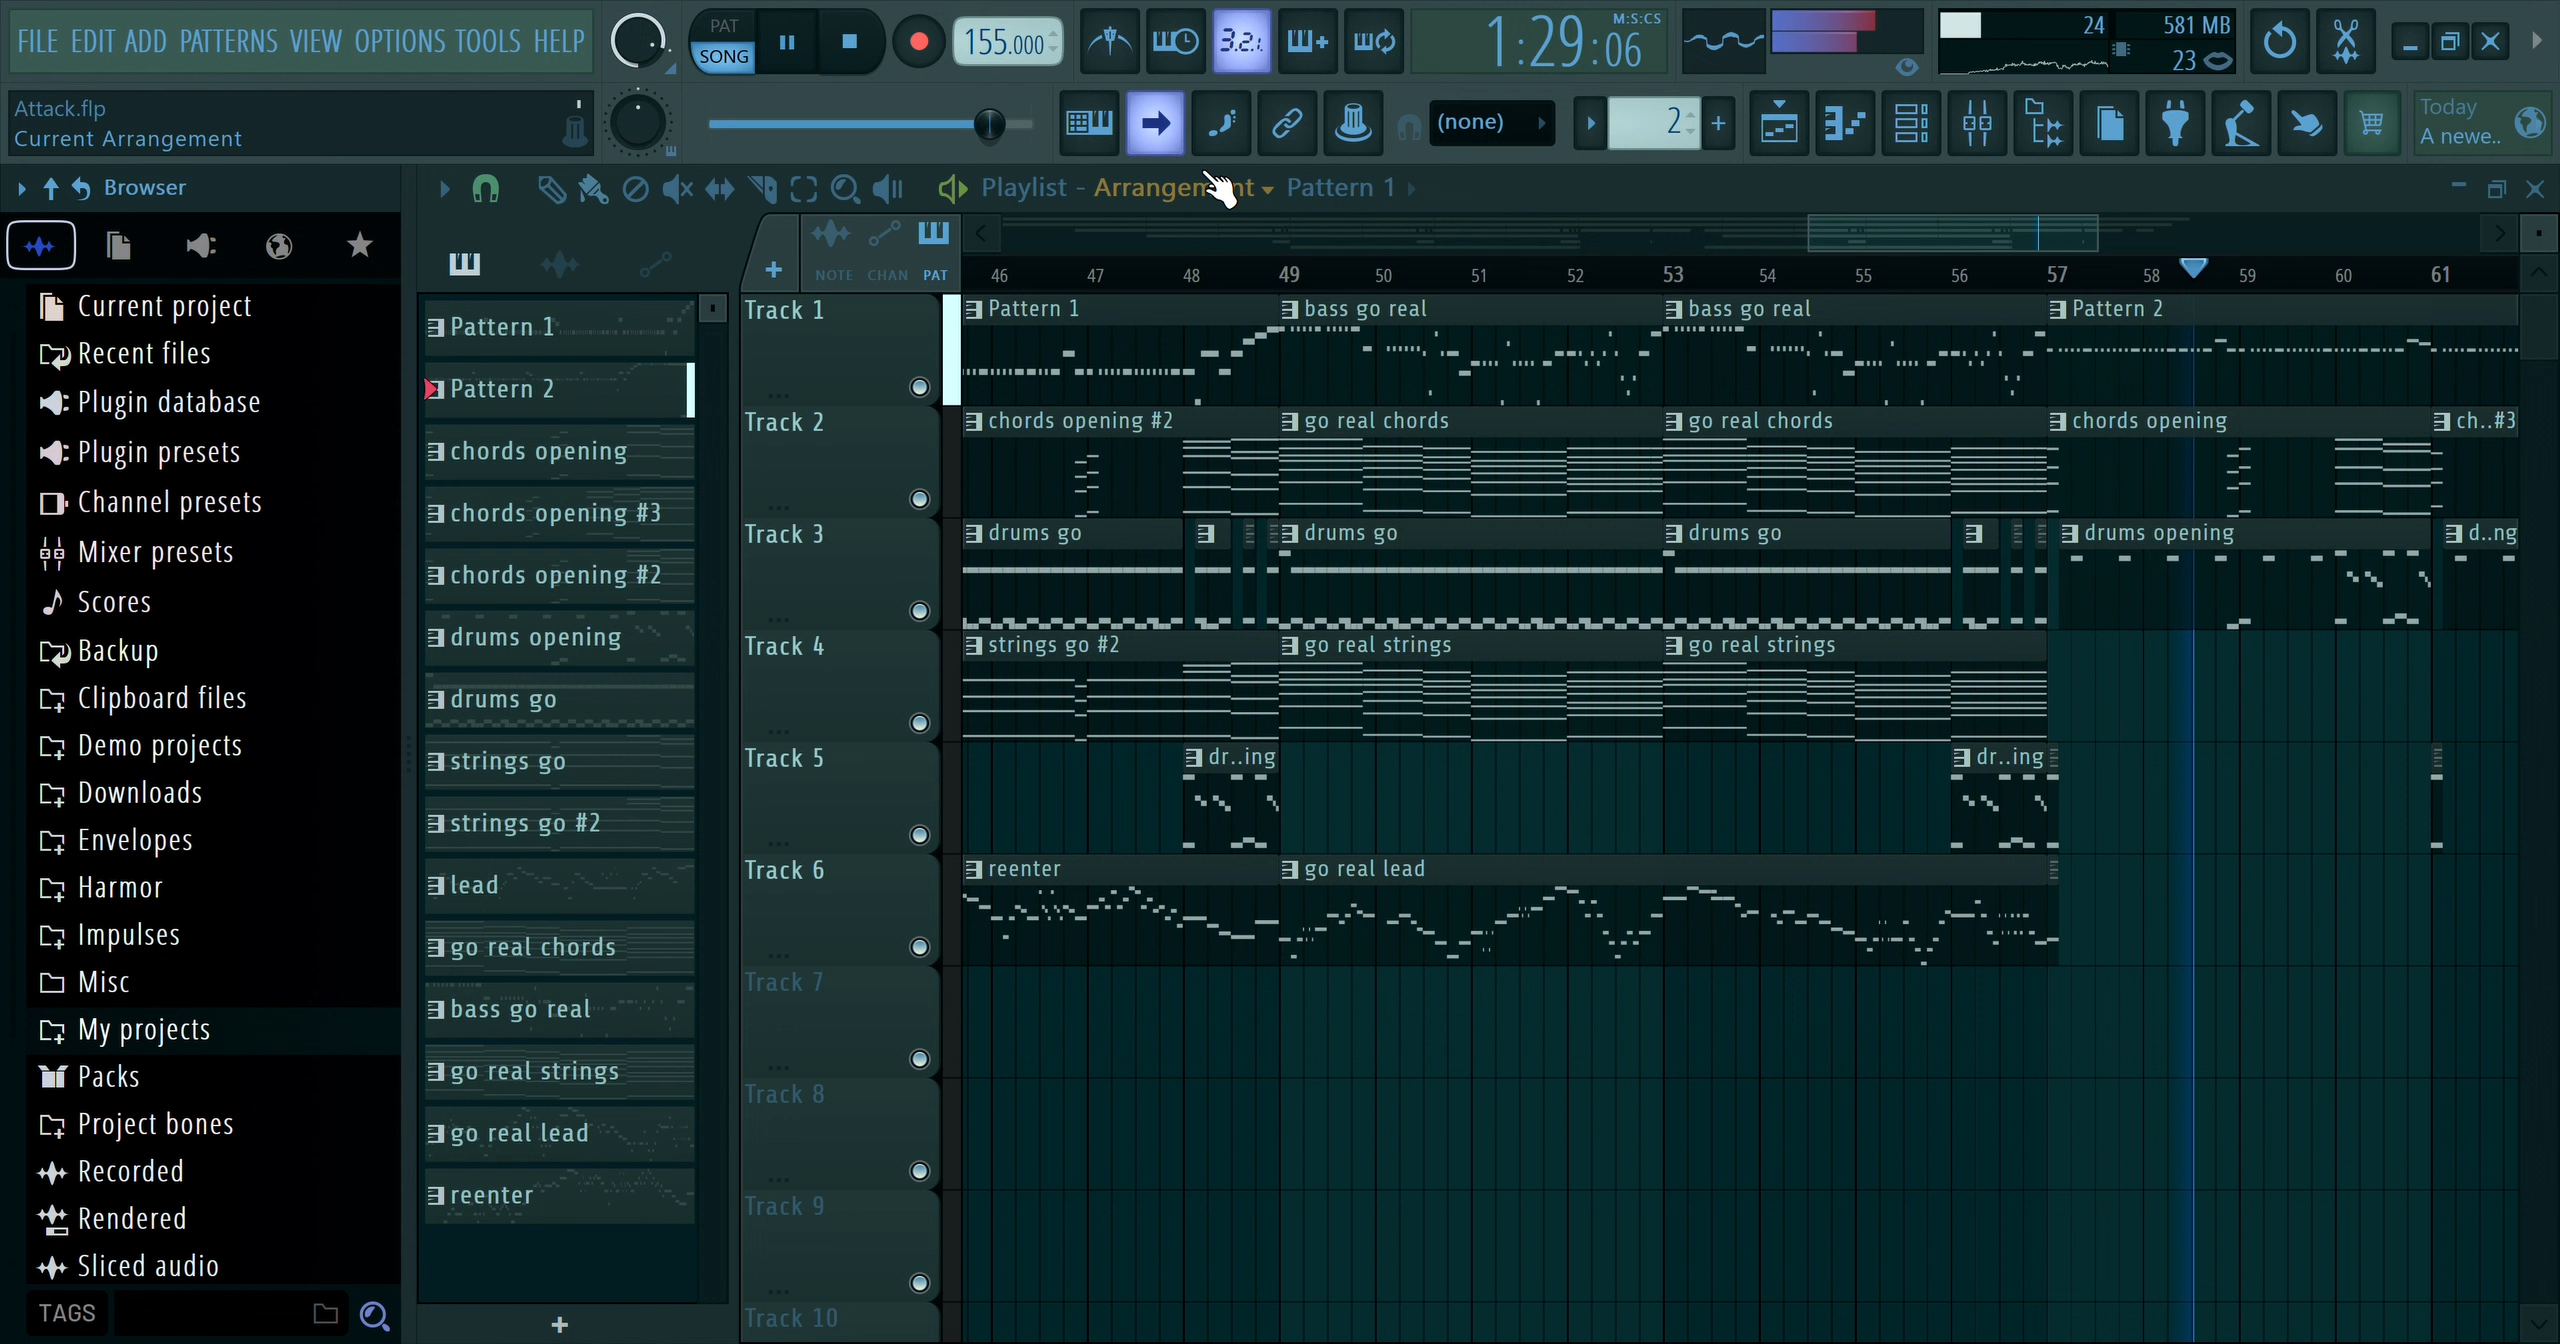 FILE EDIT ADD PATTERNS VIEW OPTIONS TOOLS HELP
PAT
SONG
155.000
3.2.1.
M:S:CS
1:29:06
24
581 MB
23
Attack.flp
Current Arrangement
(none)
2
Today
A newe..
Browser
Playlist - Arrangement Pattern 1
NOTE CHAN PAT
46 47 48 49 50 51 52 53 54 55 56 57 58 59 60 61
Current project
Recent files
Plugin database
Plugin presets
Channel presets
Mixer presets
Scores
Backup
Clipboard files
Demo projects
Downloads
Envelopes
Harmor
Impulses
Misc
My projects
Packs
Project bones
Recorded
Rendered
Sliced audio
TAGS
Pattern 1
Pattern 2
chords opening
chords opening #3
chords opening #2
drums opening
drums go
strings go
strings go #2
lead
go real chords
bass go real
go real strings
go real lead
reenter
Track 1
Pattern 1
bass go real
bass go real
Pattern 2
Track 2
chords opening #2
go real chords
go real chords
chords opening
ch..#3
Track 3
drums go
drums go
drums go
drums opening
d..ng
Track 4
strings go #2
go real strings
go real strings
Track 5
dr..ing
dr..ing
Track 6
reenter
go real lead
Track 7
Track 8
Track 9
Track 10